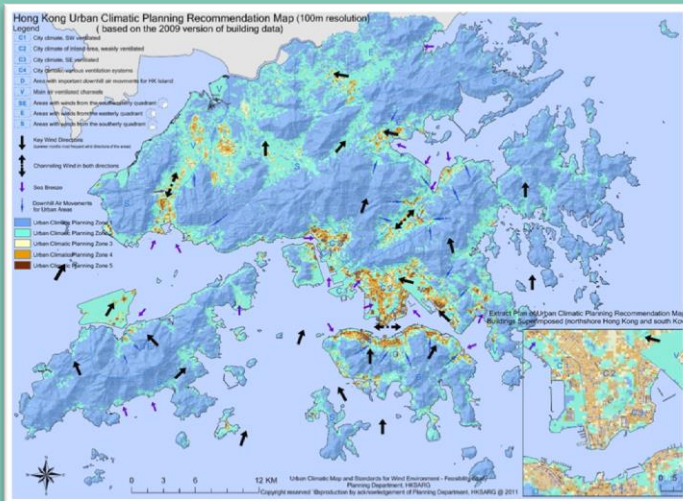 Hong Kong Urban Climatic Planning Recommendation Map (100m resolution)
Legend
( based on the 2009 version of building data)
C1 City climate, SW ventilated
C2 City climate of inland area, weakly ventilated
C3 City climate, SE ventilated
C4 City climate, various ventilation systems
D Area with important downhill air movements for HK Island
V Main air ventilated channels
SE Areas with winds from the southeasterly quadrant
E Areas with winds from the easterly quadrant
S Areas with winds from the southerly quadrant
Key Wind Directions
Channeling Wind in both directions
Sea Breeze
Downhill Air Movements
for Urban Areas
Urban Climatic Planning Zone
Urban Climatic Planning
Urban Climatic Planning Zone 3
Urban Climatic Planning Zone 4
Urban Climatic Planning Zone 5
V
S
Extract Plan of Urban Climatic Planning Recommendation Map
Buildings Superimposed (northshore Hong Kong and south Kow
C2
N
0
6
12 KM
'Urban Climatic Map and Standards for Wind Environment - Feasibility
Planning Department, HKSARG
Copyright reserved Reproduction by acknowledgement of Planning Department, HKSARG @ 2011